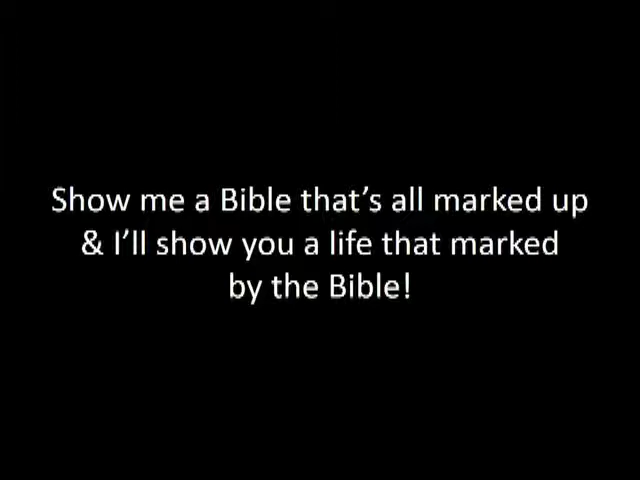 Show me a Bible that's all marked up
& I'll show you a life that marked
by the Bible!